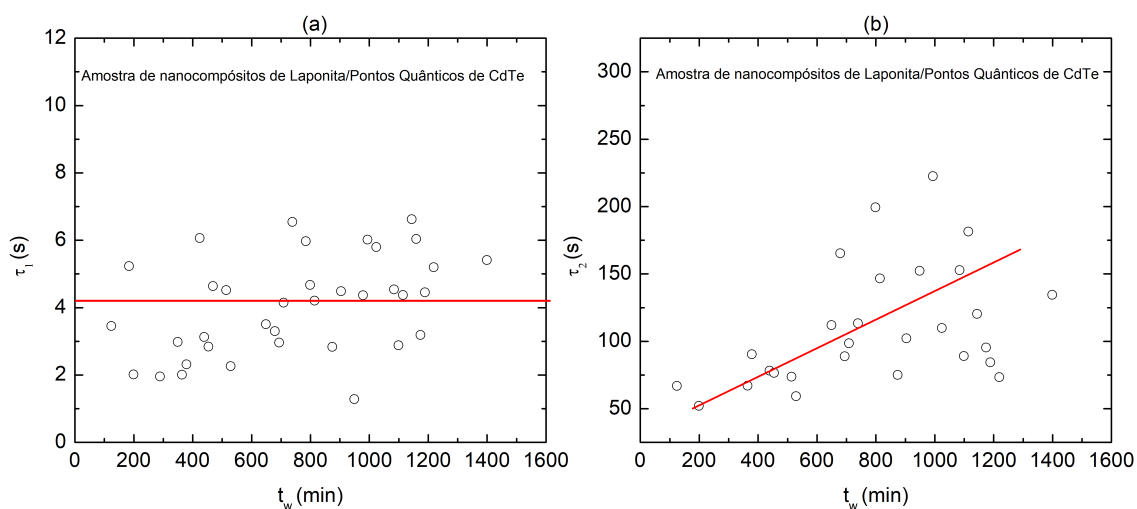 (a)
12
10
8
6
4
2
0
τ1 (s)
Amostra de nanocompósitos de Laponita/Pontos Quânticos de CdTe
0 200 400 600 800 1000 1200 1400 1600
tw (min)
(b)
300
250
200
150
100
50
τ2 (s)
Amostra de nanocompósitos de Laponita/Pontos Quânticos de CdTe
0 200 400 600 800 1000 1200 1400 1600
tw (min)